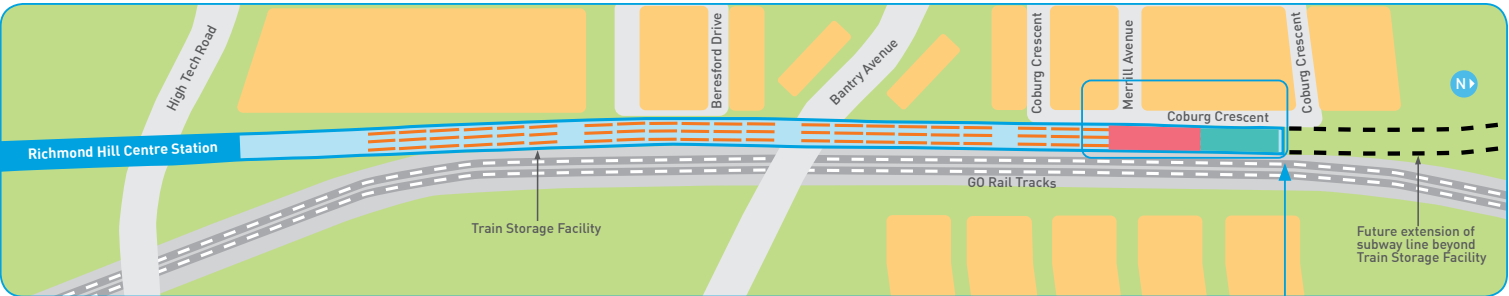 High Tech Road
Beresford Drive
Bantry Avenue
Coburg Crescent
Merrill Avenue
Coburg Crescent
N
Coburg Crescent
Richmond Hill Centre Station
GO Rail Tracks
Train Storage Facility
Future extension of
subway line beyond
Train Storage Facility